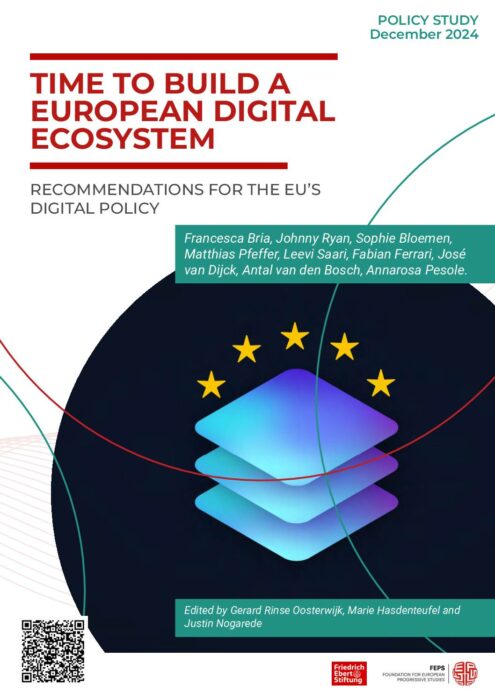 POLICY STUDY
December 2024
TIME TO BUILD A
EUROPEAN DIGITAL
ECOSYSTEM
RECOMMENDATIONS FOR THE EU'S
DIGITAL POLICY
Francesca Bria, Johnny Ryan, Sophie Bloemen,
Matthias Pfeffer, Leevi Saari, Fabian Ferrari, José
van Dijck, Antal van den Bosch, Annarosa Pesole.
Edited by Gerard Rinse Oosterwijk, Marie Hasdenteufel and
Justin Nogarede
Friedrich
Ebert
Stiftung
FEPS
FOUNDATION FOR EUROPEAN
PROGRESSIVE STUDIES